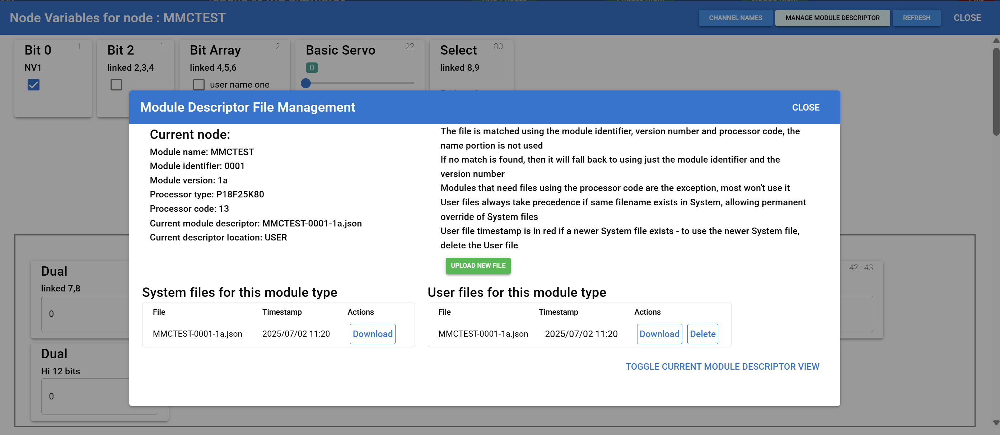 Node Variables for node : MMCTEST
CHANNEL NAMES
MANAGE MODULE DESCRIPTOR
REFRESH
CLOSE
Bit 0
1
NV1
Bit 2
1
linked 2,3,4
Bit Array
2
linked 4,5,6
user name one
Basic Servo
22
0
Select
30
linked 8,9
Module Descriptor File Management
CLOSE
Current node:
Module name: MMCTEST
Module identifier: 0001
Module version: 1a
Processor type: P18F25K80
Processor code: 13
Current module descriptor: MMCTEST-0001-1a.json
Current descriptor location: USER
The file is matched using the module identifier, version number and processor code, the
name portion is not used
If no match is found, then it will fall back to using just the module identifier and the
version number
Modules that need files using the processor code are the exception, most won't use it
User files always take precedence if same filename exists in System, allowing permanent
override of System files
User file timestamp is in red if a newer System file exists - to use the newer System file,
delete the User file
UPLOAD NEW FILE
System files for this module type
File Timestamp Actions
MMCTEST-0001-1a.json 2025/07/02 11:20 Download
User files for this module type
File Timestamp Actions
MMCTEST-0001-1a.json 2025/07/02 11:20 Download Delete
TOGGLE CURRENT MODULE DESCRIPTOR VIEW
Dual
linked 7,8
0
42 : 43
Dual
Hi 12 bits
0